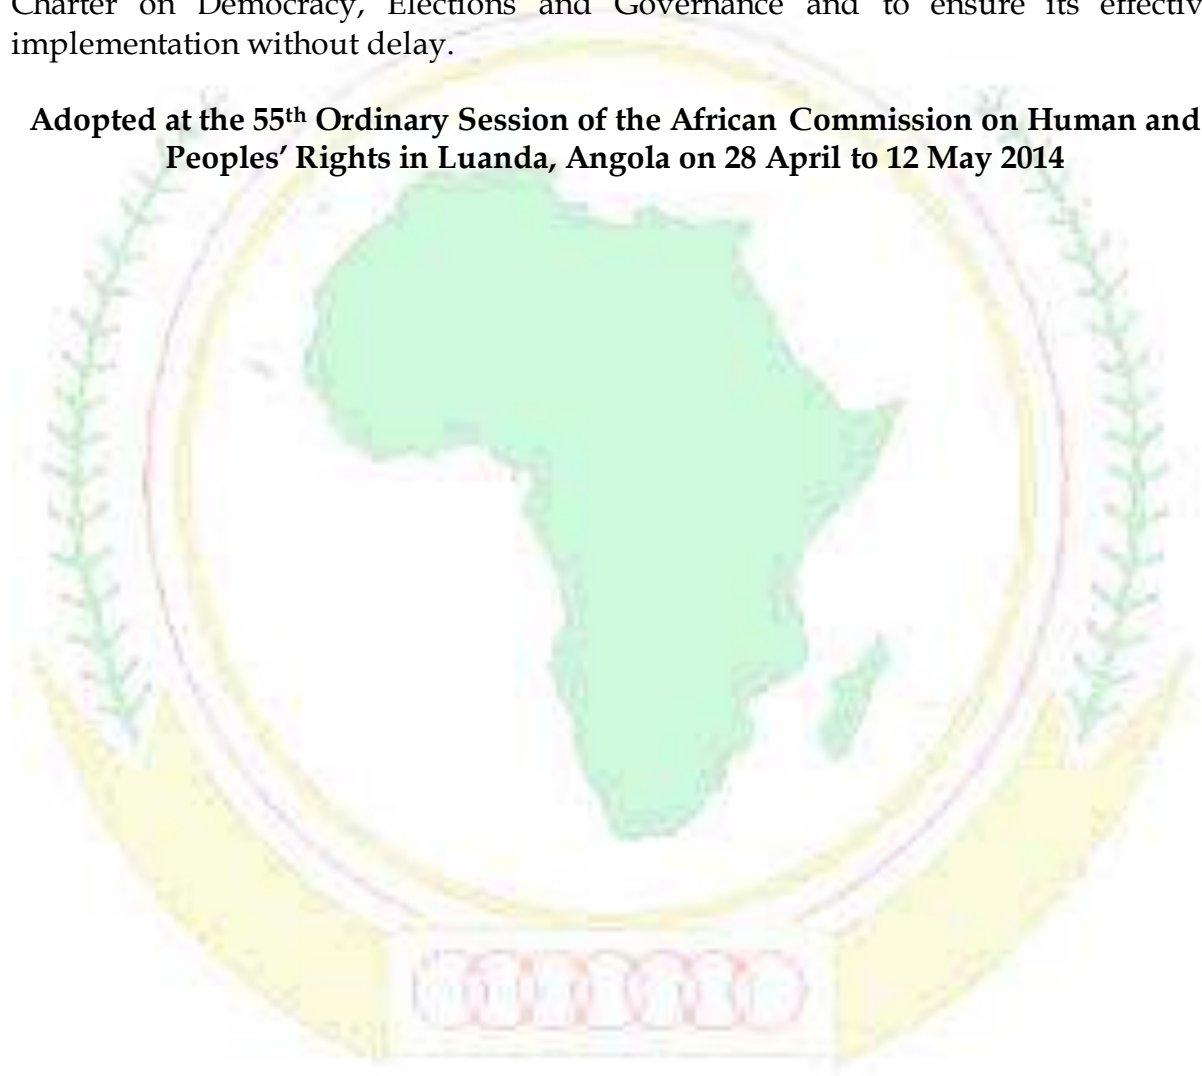 Charter on Democracy, Elections and Governance and to ensure its effectiv
implementation without delay.
Adopted at the 55th Ordinary Session of the African Commission on Human and
Peoples’ Rights in Luanda, Angola on 28 April to 12 May 2014